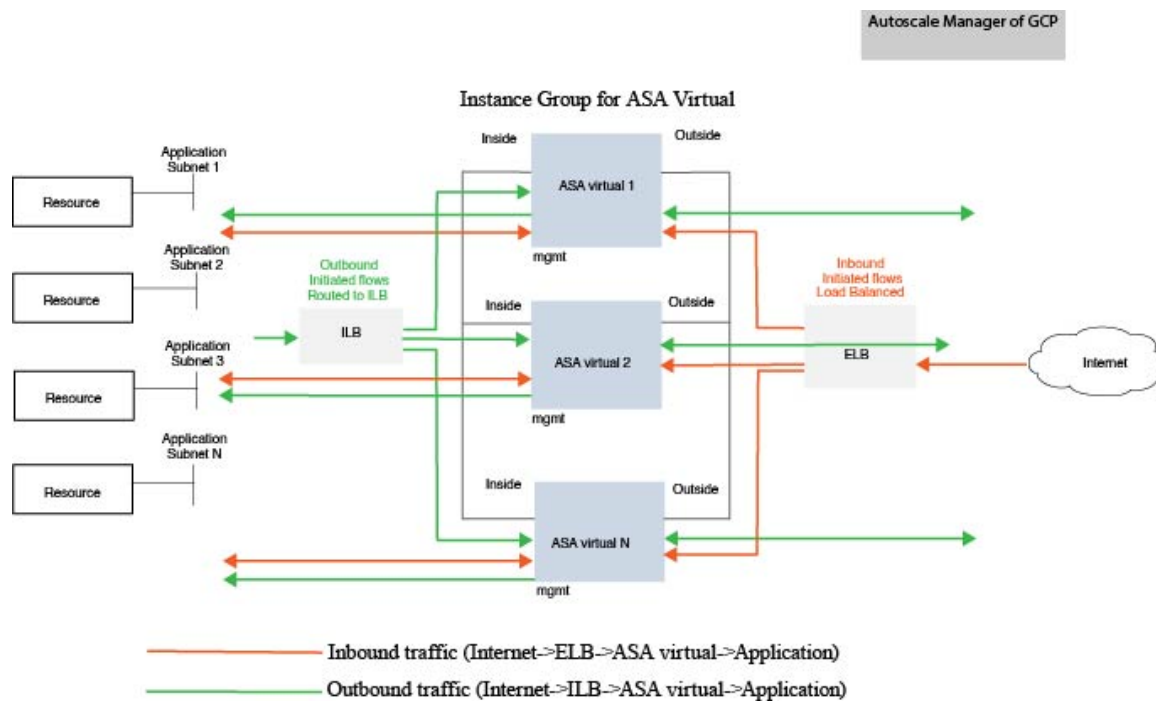 Autoscale Manager of GCP
Instance Group for ASA Virtual
Inside
Outside
Application
Subnet 1
Resource
ASA virtual 1
mgmt
Application
Subnet 2
Resource
Outbound
Initiated flows
Routed to ILB
ILB
Inside
Outside
Inbound
Initiated flows
Load Balanced
ELB
Internet
ASA virtual 2
mgmt
Application
Subnet 3
Resource
Application
Subnet N
Resource
Inside
Outside
ASA virtual N
mgmt
Inbound traffic (Internet->ELB->ASA virtual->Application)
Outbound traffic (Internet->ILB->ASA virtual->Application)